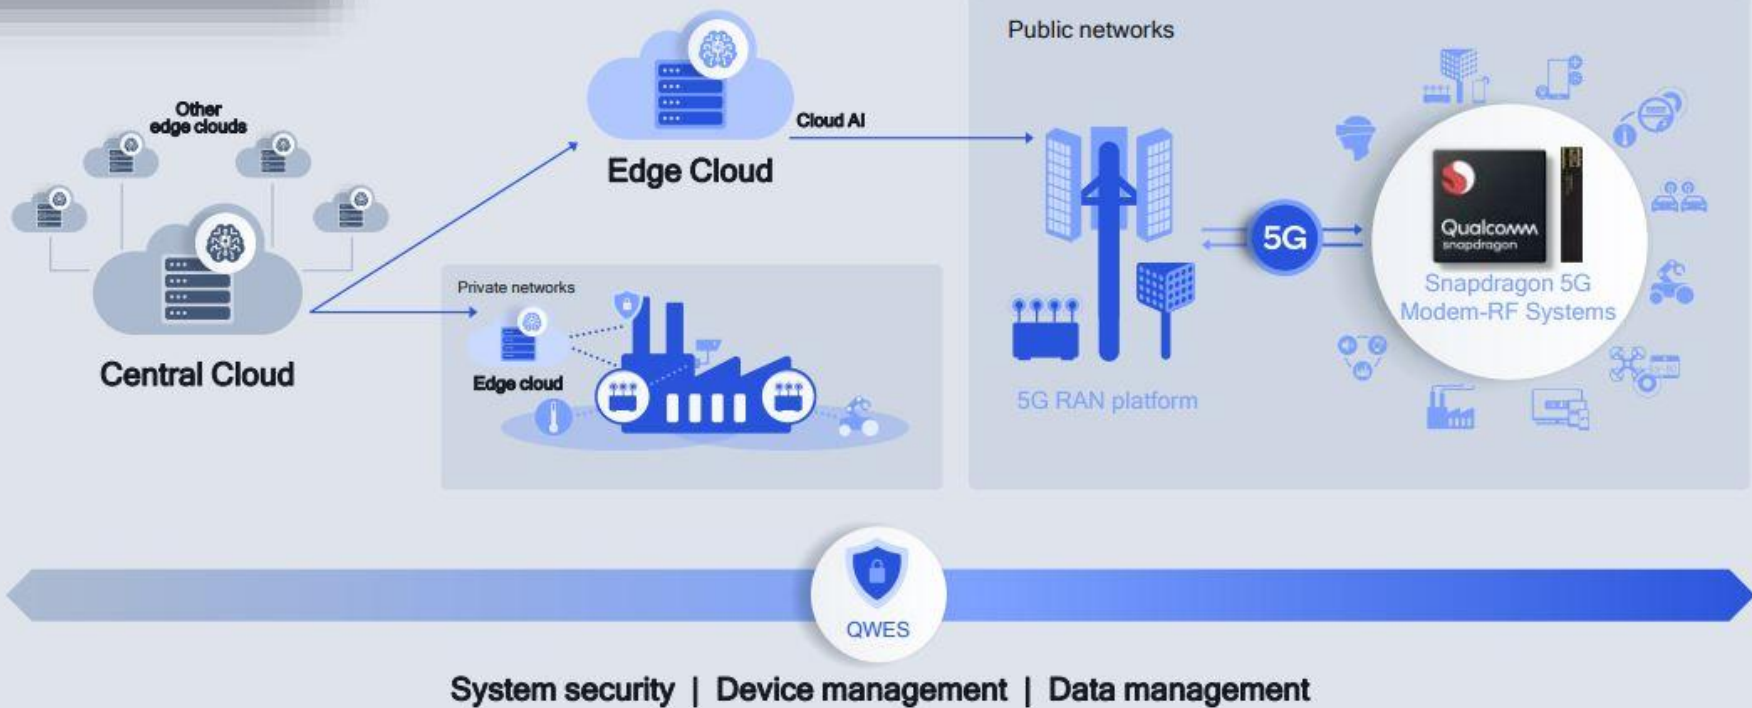 Public networks
Other
edge clouds
Cloud AI
Edge Cloud
Central Cloud
Private networks
Edge cloud
5G
Qualcomm
snapdragon
Snapdragon 5G
Modem-RF Systems
5G RAN platform
QWES
System security | Device management | Data management